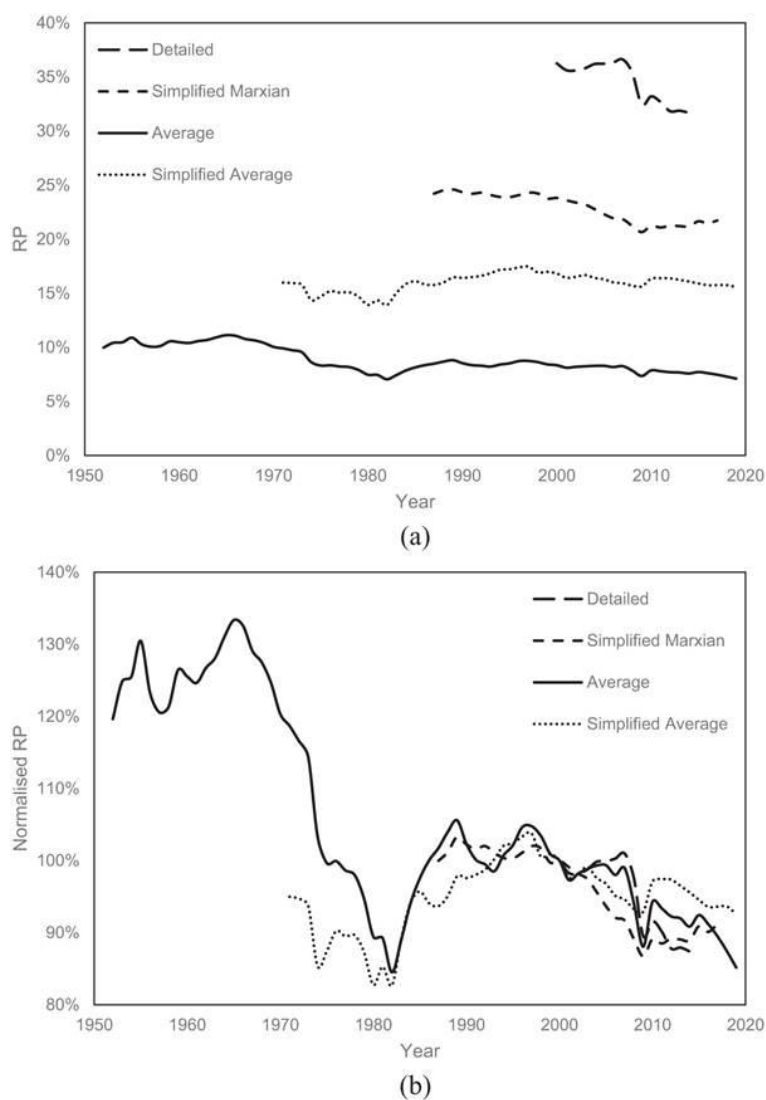 40%
35%
30%
25%
20%
15%
10%
5%
0%
RP
Detailed
Simplified Marxian
Average
Simplified Average
1950 1960 1970 1980 1990 2000 2010 2020
Year
(a)
140%
130%
120%
110%
100%
90%
80%
Normalised RP
Detailed
Simplified Marxian
Average
Simplified Average
1950 1960 1970 1980 1990 2000 2010 2020
Year
(b)